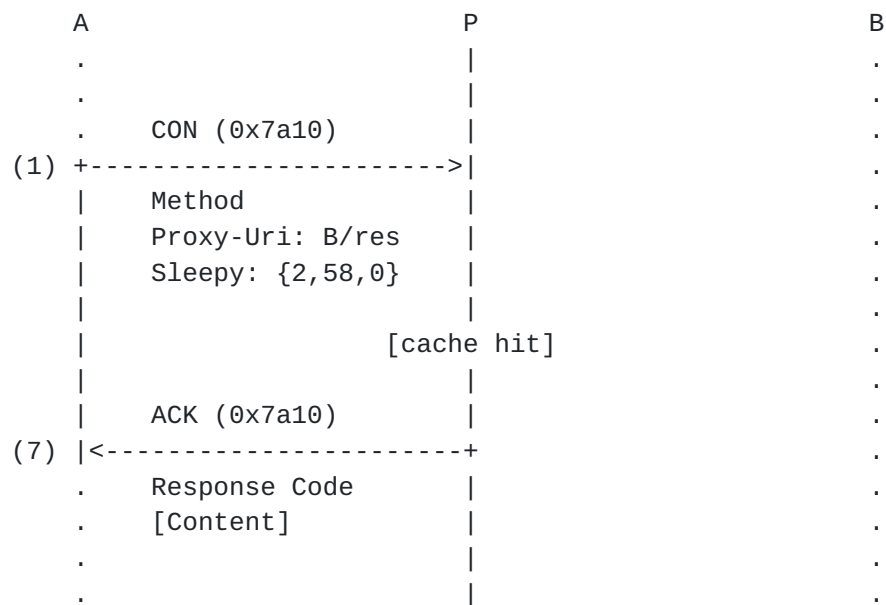 A P B
CON (0x7a10)
(1) +----------------------->|
Method
Proxy-Uri: B/res
Sleepy: {2,58,0}
[cache hit]
ACK (0x7a10)
(7) |<-----------------------+
Response Code
[Content]